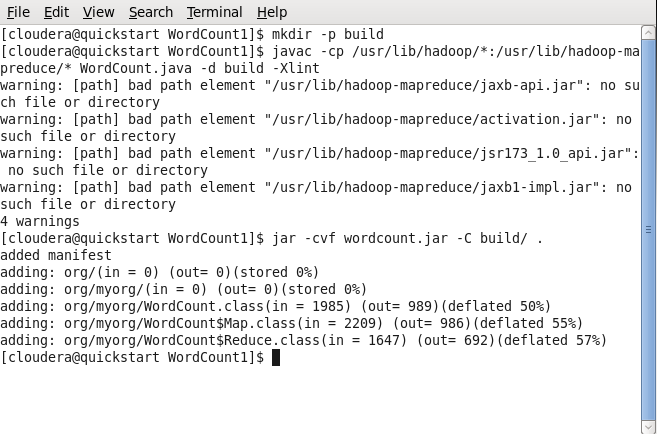 File Edit View Search Terminal Help
[cloudera@quickstart WordCount1]$ mkdir -p build
[cloudera@quickstart WordCount1]$ javac -cp /usr/lib/hadoop/*:/usr/lib/hadoop-ma
preduce/* WordCount.java -d build -Xlint
warning: [path] bad path element "/usr/lib/hadoop-mapreduce/jaxb-api.jar": no su
ch file or directory
warning: [path] bad path element "/usr/lib/hadoop-mapreduce/activation.jar": no
such file or directory
warning: [path] bad path element "/usr/lib/hadoop-mapreduce/jsr173_1.0_api.jar":
 no such file or directory
warning: [path] bad path element "/usr/lib/hadoop-mapreduce/jaxb1-impl.jar": no
such file or directory
4 warnings
[cloudera@quickstart WordCount1]$ jar -cvf wordcount.jar -C build/ .
added manifest
adding: org/(in = 0) (out= 0)(stored 0%)
adding: org/myorg/(in = 0) (out= 0)(stored 0%)
adding: org/myorg/WordCount.class(in = 1985) (out= 989)(deflated 50%)
adding: org/myorg/WordCount$Map.class(in = 2209) (out= 986)(deflated 55%)
adding: org/myorg/WordCount$Reduce.class(in = 1647) (out= 692)(deflated 57%)
[cloudera@quickstart WordCount1]$